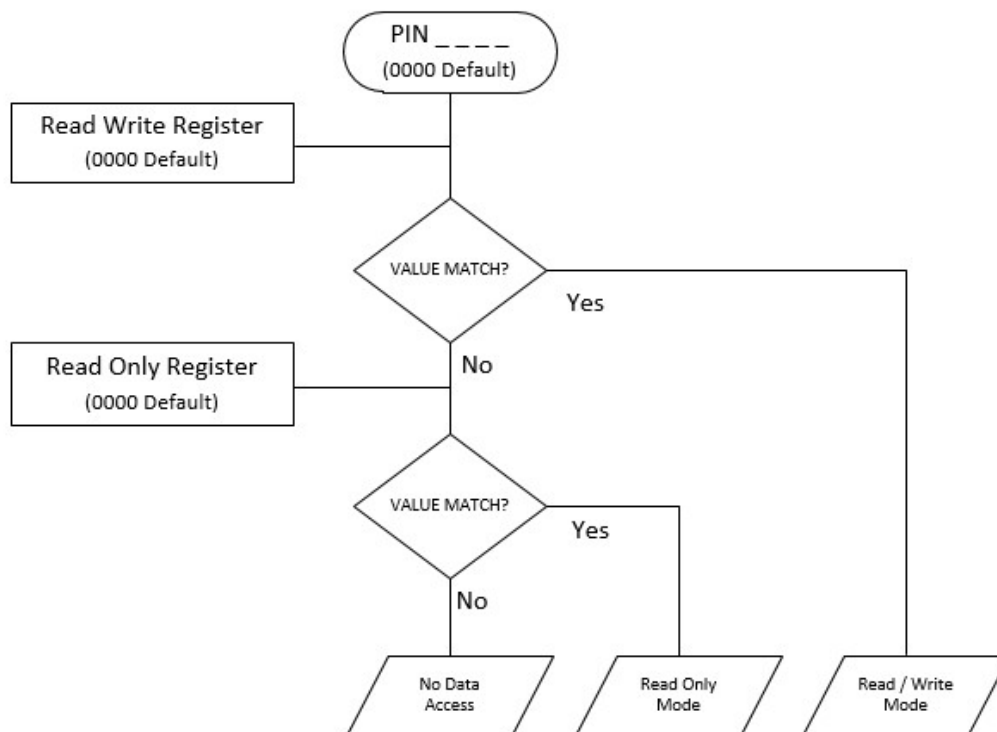 PIN _ _ _ _
(0000 Default)
Read Write Register
(0000 Default)
VALUE MATCH?
Yes
No
Read Only Register
(0000 Default)
VALUE MATCH?
Yes
No
No Data
Access
Read Only
Mode
Read / Write
Mode